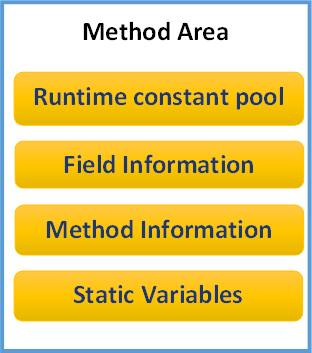 Method Area
Runtime constant pool
Field Information
Method Information
Static Variables